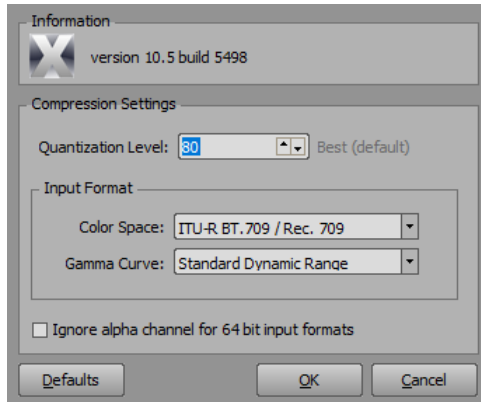 Information
X
version 10.5 build 5498
Compression Settings
Quantization Level: 80 Best (default)
Input Format
Color Space: ITU-R BT.709 / Rec. 709
Gamma Curve: Standard Dynamic Range
Ignore alpha channel for 64 bit input formats
Defaults OK Cancel